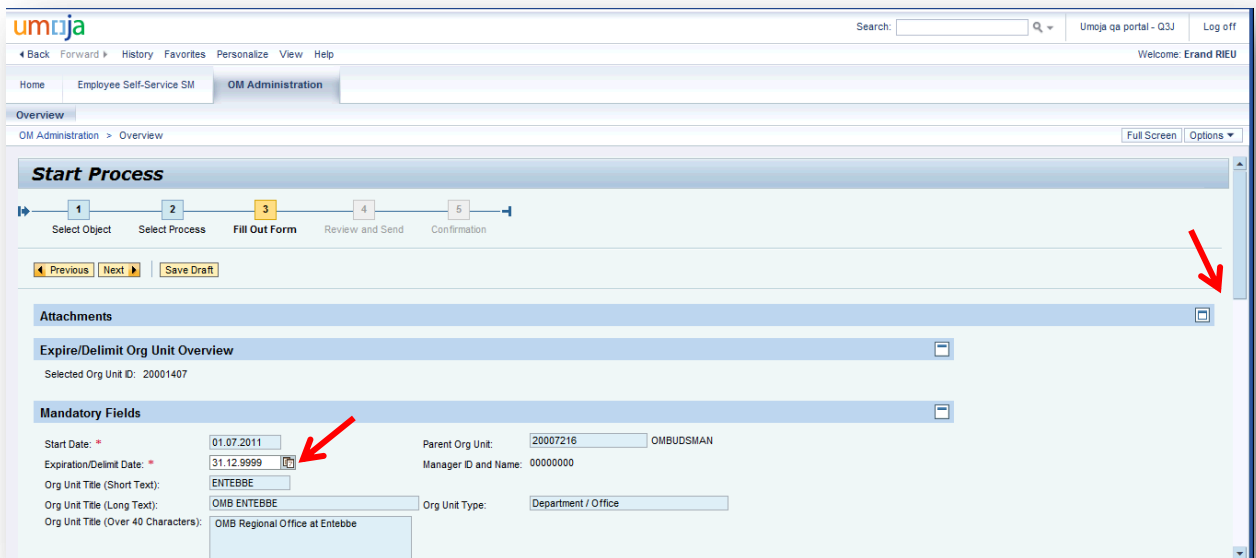 umoja
Search:
Umoja qa portal - Q3J
Log off
Back Forward History Favorites Personalize View Help
Welcome: Erand RIEU
Home Employee Self-Service SM OM Administration
Overview
OM Administration > Overview
Full Screen Options
Start Process
1 2 3 4 5
Select Object Select Process Fill Out Form Review and Send Confirmation
Previous Next Save Draft
Attachments
Expire/Delimit Org Unit Overview
Selected Org Unit ID: 20001407
Mandatory Fields
Start Date: * 01.07.2011 Parent Org Unit: 20007216 OMBUDSMAN
Expiration/Delimit Date: * 31.12.9999 Manager ID and Name: 00000000
Org Unit Title (Short Text): ENTEBBE
Org Unit Title (Long Text): OMB ENTEBBE Org Unit Type: Department / Office
Org Unit Title (Over 40 Characters): OMB Regional Office at Entebbe